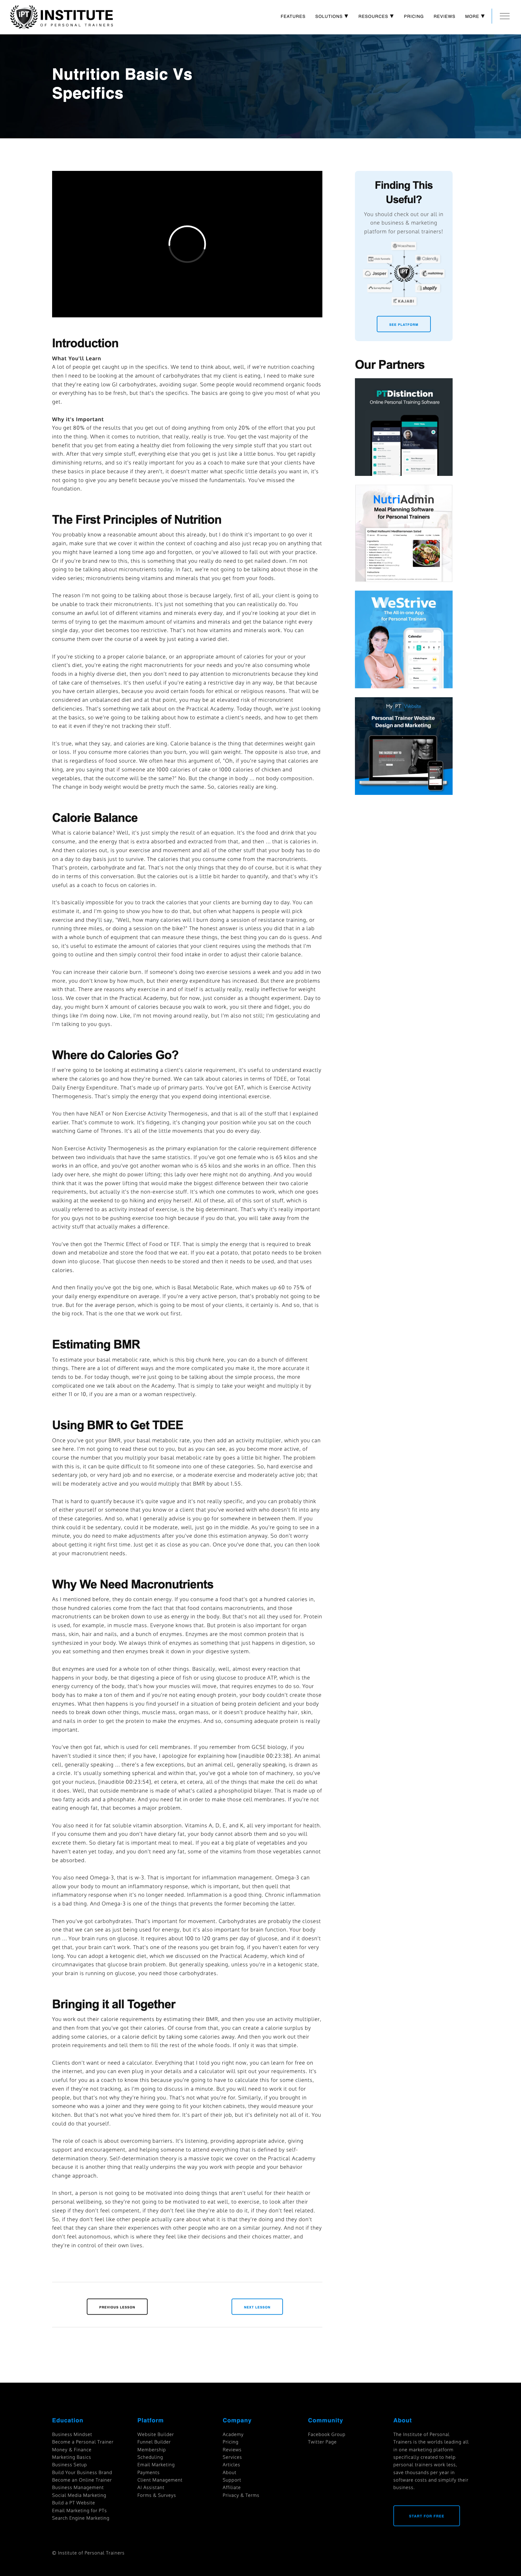 INSTITUTE
OF PERSONAL TRAINERS
FEATURES
SOLUTIONS ▼
RESOURCES ▼
PRICING
REVIEWS
MORE ▼
Nutrition Basic Vs
Specifics
Introduction
What You'll Learn
A lot of people get caught up in the specifics. We tend to think about, well, if we're nutrition coaching
then I need to be looking at the amount of carbohydrates that my client is eating, I need to make sure
that they're eating low GI carbohydrates, avoiding sugar. Some people would recommend organic foods
or everything has to be fresh, but that's the specifics. The basics are going to give you most of what you
get.
Why it's Important
You get 80% of the results that you get out of doing anything from only 20% of the effort that you put
into the thing. When it comes to nutrition, that really, really is true. You get the vast majority of the
benefit that you get from eating a healthy diet from following the very simple stuff that you start out
with. After that very simple stuff, everything else that you get is just like a little bonus. You get rapidly
diminishing returns, and so it's really important for you as a coach to make sure that your clients have
these basics in place because if they aren't, it doesn't matter what specific little details you want in, it's
not going to give you any benefit because you've missed the fundamentals. You've missed the
foundation.
The First Principles of Nutrition
You probably know a reasonable amount about this already, but I do think it's important to go over it
again, make sure that we look at it within the context of coaching and also just recap you on anything that
you might have learned a long time ago and perhaps haven't gotten around to putting into practice.
Or if you're brand new to this, this is something that you really need to get nailed down. I'm not
going to be talking about micronutrients today. In fact, we're not going to be talking about those in the
video series; micronutrients being vitamins and minerals that you get from your foods.
The reason I'm not going to be talking about those is because largely, first of all, your client is going to
be unable to track their micronutrients. It's just not something that you can realistically do. You
consume an awful lot of different vitamins and minerals every day, and if you're tracking what your diet in
terms of trying to get the amount of vitamins and minerals and get the balance right every
single day, your diet becomes too restrictive. That's not how vitamins and minerals work. You can
consume them over the week or month by just eating a varied diet.
If you're sticking to a proper calorie balance, or an appropriate amount of calories for your or your
client's diet, you're eating the right macronutrients for your needs and you're eating and consuming whole
foods in a highly diverse diet, then you don't need to pay attention to micronutrients because they kind
of take care of themselves. It's then useful if you're eating a restrictive diet in any way, be that because
you have certain allergies, because you avoid certain foods for ethical or religious reasons. That will be
considered an unbalanced diet and at that point, you may be at elevated risk of micronutrient
deficiencies. That's something we talk about on the Practical Academy. Today though, we're just looking
at the basics, so we're going to be talking about how to estimate a client's needs, and how to get them
to eat it even if they're not tracking their stuff.
It's true, what they say, and calories are king. Calorie balance is the thing that determines weight gain
or loss. If you consume more calories than you burn, you will gain weight. The opposite is also true, and
that is regardless of food source. We often hear this argument of, "Oh, if you're saying that calories are
king, are you saying that if someone ate 1000 calories of cake or 1000 calories of chicken and
vegetables, that the outcome will be the same?" No. But the change in body ... not body composition.
The change in body weight would be pretty much the same. So, calories really are king.
Calorie Balance
What is calorie balance? Well, it's just simply the result of an equation. It's the food and drink that you
consume, and the energy that is extra absorbed and extracted from that, and then ... that is calories in.
And then calories out, is your exercise and movement and all of the other stuff that your body has to do
on a day to day basis just to survive. The calories that you consume come from the macronutrients.
That's protein, carbohydrate and fat. That's not the only things that they do of course, but it is what they
do in terms of this conversation. But the calories out is a little bit harder to quantify, and that's why it's
useful as a coach to focus on calories in.
It's basically impossible for you to track the calories that your clients are burning day to day. You can
estimate it, and I'm going to show you how to do that, but often what happens is people will pick
exercise and they'll say, "Well, how many calories will I burn doing a session of resistance training, or
running three miles, or doing a session on the bike?" The honest answer is unless you do that in a lab
with a whole bunch of equipment that can measure these things, the best thing you can do is guess. And
so, it's useful to estimate the amount of calories that your client requires using the methods that I'm
going to outline and then simply control their food intake in order to adjust their calorie balance.
You can increase their calorie burn. If someone's doing two exercise sessions a week and you add in two
more, you don't know by how much, but their energy expenditure has increased. But there are problems
with that. There are reasons why exercise in and of itself is actually really, really ineffective for weight
loss. We cover that in the Practical Academy, but for now, just consider as a thought experiment. Day to
day, you might burn X amount of calories because you walk to work, you sit there and fidget, you do
things like I'm doing now. Like, I'm not moving around really, but I'm also not still; I'm gesticulating and
I'm talking to you guys.
Where do Calories Go?
If we're going to be looking at estimating a client's calorie requirement, it's useful to understand exactly
where the calories go and how they're burned. We can talk about calories in terms of TDEE, or Total
Daily Energy Expenditure. That's made up of primary parts. You've got EAT, which is Exercise Activity
Thermogenesis. That's simply the energy that you expend doing intentional exercise.
You then have NEAT or Non Exercise Activity Thermogenesis, and that is all of the stuff that I explained
earlier. That's commute to work. It's fidgeting, it's changing your position while you sat on the couch
watching Game of Thrones. It's all of the little movements that you do every day.
Non Exercise Activity Thermogenesis as the primary explanation for the calorie requirement difference
between two individuals that have the same statistics. If you've got one female who is 65 kilos and she
works in an office, and you've got another woman who is 65 kilos and she works in an office. Then this
lady over here, she might do power lifting; this lady over here might not do anything. And you would
think that it was the power lifting that would make the biggest difference between their two calorie
requirements, but actually it's the non-exercise stuff. It's which one commutes to work, which one goes
walking at the weekend to go hiking and enjoy herself. All of these, all of this sort of stuff, which is
usually referred to as activity instead of exercise, is the big determinant. That's why it's really important
for you guys not to be pushing exercise too high because if you do that, you will take away from the
activity stuff that actually makes a difference.
You've then got the Thermic Effect of Food or TEF. That is simply the energy that is required to break
down and metabolize and store the food that we eat. If you eat a potato, that potato needs to be broken
down into glucose. That glucose then needs to be stored and then it needs to be used, and that uses
calories.
And then finally you've got the big one, which is Basal Metabolic Rate, which makes up 60 to 75% of
your daily energy expenditure on average. If you're a very active person, that's probably not going to be
true. But for the average person, which is going to be most of your clients, it certainly is. And so, that is
the big rock. That is the one that we work out first.
Estimating BMR
To estimate your basal metabolic rate, which is this big chunk here, you can do a bunch of different
things. There are a lot of different ways and the more complicated you make it, the more accurate it
tends to be. For today though, we're just going to be talking about the simple process, the more
complicated one we talk about on the Academy. That is simply to take your weight and multiply it by
either 11 or 10, if you are a man or a woman respectively.
Using BMR to Get TDEE
Once you've got your BMR, your basal metabolic rate, you then add an activity multiplier, which you can
see here. I'm not going to read these out to you, but as you can see, as you become more active, of
course the number that you multiply your basal metabolic rate by goes a little bit higher. The problem
with this is, it can be quite difficult to fit someone into one of these categories. So, hard exercise and
sedentary job, or very hard job and no exercise, or a moderate exercise and moderately active job; that
will be moderately active and you would multiply that BMR by about 1.55.
That is hard to quantify because it's quite vague and it's not really specific, and you can probably think
of either yourself or someone that you know or a client that you've worked with who doesn't fit into any
of these categories. And so, what I generally advise is you go for somewhere in between them. If you
think could it be sedentary, could it be moderate, well, just go in the middle. As you're going to see in a
minute, you do need to make adjustments after you've done this estimation anyway. So don't worry
about getting it right first time. Just get it as close as you can. Once you've done that, you can then look
at your macronutrient needs.
Why We Need Macronutrients
As I mentioned before, they do contain energy. If you consume a food that's got a hundred calories in,
those hundred calories come from the fact that that food contains macronutrients, and those
macronutrients can be broken down to use as energy in the body. But that's not all they used for. Protein
is used, for example, in muscle mass. Everyone knows that. But protein is also important for organ
mass, skin, hair and nails, and a bunch of enzymes. Enzymes are the most common protein that is
synthesized in your body. We always think of enzymes as something that just happens in digestion, so
you eat something and then enzymes break it down in your digestive system.
But enzymes are used for a whole ton of other things. Basically, well, almost every reaction that
happens in your body, be that digesting a piece of fish or using glucose to produce ATP, which is the
energy currency of the body, that's how your muscles will move, that requires enzymes to do so. Your
body has to make a ton of them and if you're not eating enough protein, your body couldn't create those
enzymes. What then happens is you find yourself in a situation of being protein deficient and your body
needs to break down other things, muscle mass, organ mass, or it doesn't produce healthy hair, skin,
and nails in order to get the protein to make the enzymes. And so, consuming adequate protein is really
important.
You've then got fat, which is used for cell membranes. If you remember from GCSE biology, if you
haven't studied it since then; if you have, I apologize for explaining how [inaudible 00:23:38]. An animal
cell, generally speaking ... there's a few exceptions, but an animal cell, generally speaking, is drawn as
a circle. It's usually something spherical and within that, you've got a whole ton of machinery, so you've
got your nucleus, [inaudible 00:23:54], et cetera, et cetera, all of the things that make the cell do what
it does. Well, that outside membrane is made of what's called a phospholipid bilayer. That is made up of
two fatty acids and a phosphate. And you need fat in order to make those cell membranes. If you're not
eating enough fat, that becomes a major problem.
You also need it for fat soluble vitamin absorption. Vitamins A, D, E, and K, all very important for health.
If you consume them and you don't have dietary fat, your body cannot absorb them and so you will
excrete them. So dietary fat is important meal to meal. If you eat a big plate of vegetables and you
haven't eaten yet today, and you don't need any fat, some of the vitamins from those vegetables cannot
be absorbed.
You also need Omega-3, that is w-3. That is important for inflammation management. Omega-3 can
allow your body to mount an inflammatory response, which is important, but then quell that
inflammatory response when it's no longer needed. Inflammation is a good thing. Chronic inflammation
is a bad thing. And Omega-3 is one of the things that prevents the former becoming the latter.
Then you've got carbohydrates. That's important for movement. Carbohydrates are probably the closest
one that we can see as just being used for energy, but it's also important for brain function. Your body
run ... Your brain runs on glucose. It requires about 100 to 120 grams per day of glucose, and if it doesn't
get that, your brain can't work. That's one of the reasons you get brain fog, if you haven't eaten for very
long. You can adopt a ketogenic diet, which we discussed on the Practical Academy, which kind of
circumnavigates that glucose brain problem. But generally speaking, unless you're in a ketogenic state,
your brain is running on glucose, you need those carbohydrates.
Bringing it all Together
You work out their calorie requirements by estimating their BMR, and then you use an activity multiplier,
and then from that you've got their calories. Of course from that, you can create a calorie surplus by
adding some calories, or a calorie deficit by taking some calories away. And then you work out their
protein requirements and tell them to fill the rest of the whole foods. If only it was that simple.
Clients don't want or need a calculator. Everything that I told you right now, you can learn for free on
the internet, and you can even plug in your details and a calculator will spit out your requirements. It's
useful for you as a coach to know this because you're going to have to calculate this for some clients,
even if they're not tracking, as I'm going to discuss in a minute. But you will need to work it out for
people, but that's not why they're hiring you. That's not what you're for. Similarly, if you hire
someone who was a joiner and they were going to fit your kitchen cabinets, they would measure your
kitchen. But that's not what you've hired them for. It's part of their job, but it's definitely not all of it. You
could do that yourself.
The role of coach is about overcoming barriers. It's listening, providing appropriate advice, giving
support and encouragement, and helping someone to attend everything that is defined by self-
determination theory. Self-determination theory is a massive topic we cover on the Practical Academy
because it is another thing that really underpins the way you work with people and your behavior
change approach.
In short, a person is not going to be motivated into doing things that aren't useful for their health or
personal wellbeing, so they're not going to be motivated to eat well, to exercise, to look after their
sleep if they don't feel competent, if they don't feel like they're able to do it, if they don't feel related.
So, if they don't feel like other people actually care about what it is that they're doing and they don't
feel that they can share their experiences with other people who are on a similar journey. And not if they
don't feel autonomous, which is where they feel like their decisions and their choices matter, and
they're in control of their own lives.
PREVIOUS LESSON
NEXT LESSON
Finding This
Useful?
You should check out our all in
one business & marketing
platform for personal trainers!
Calendly
Jasper
mailchimp
shopify
KAJABI
SEE PLATFORM
Our Partners
PTDistinction
Online Personal Training Software
NutriAdmin
Meal Planning Software
for Personal Trainers
WeStrive
The All-in-one App
for Personal Trainers
Calendar
My PT Website
Personal Trainer Website
Design and Marketing
Education
Business Mindset
Become a Personal Trainer
Money & Finance
Marketing Basics
Business Setup
Build Your Business Brand
Become an Online Trainer
Business Management
Social Media Marketing
Build a PT Website
Email Marketing for PTs
Search Engine Marketing
Platform
Website Builder
Funnel Builder
Membership
Scheduling
Email Marketing
Payments
Client Management
AI Assistant
Forms & Surveys
Company
Academy
Pricing
Reviews
Services
Articles
About
Support
Affiliate
Privacy & Terms
Community
Facebook Group
Twitter Page
About
The Institute of Personal
Trainers is the worlds leading all
in one marketing platform
specifically created to help
personal trainers work less,
save thousands per year in
software costs and simplify their
business.
START FOR FREE
© Institute of Personal Trainers